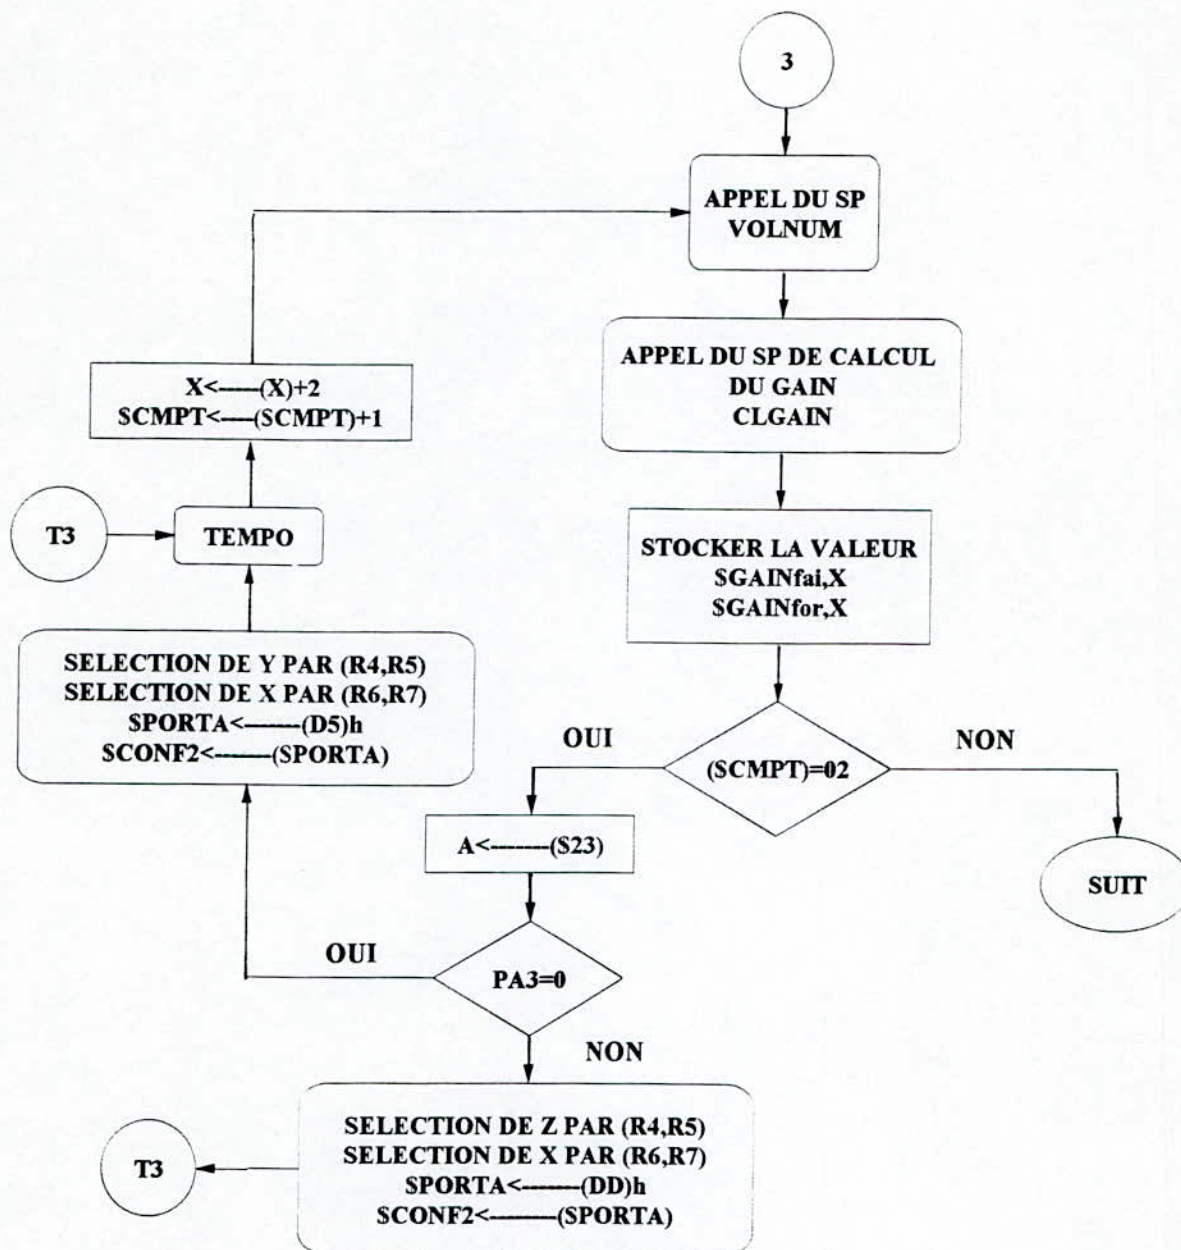 3
APPEL DU SP
VOLNUM
APPEL DU SP DE CALCUL
DU GAIN
CLGAIN
X<-----(X)+2
$CMPT<----($CMPT)+1
T3
TEMPO
STOCKER LA VALEUR
$GAINfai,X
$GAINfor,X
SELECTION DE Y PAR (R4,R5)
SELECTION DE X PAR (R6,R7)
$PORTA<-------(D5)h
$CONF2<-------($PORTA)
OUI
NON
($CMPT)=02
A<-------($23)
SUIT
OUI
PA3=0
NON
SELECTION DE Z PAR (R4,R5)
SELECTION DE X PAR (R6,R7)
$PORTA<-------(DD)h
$CONF2<---------($PORTA)
T3